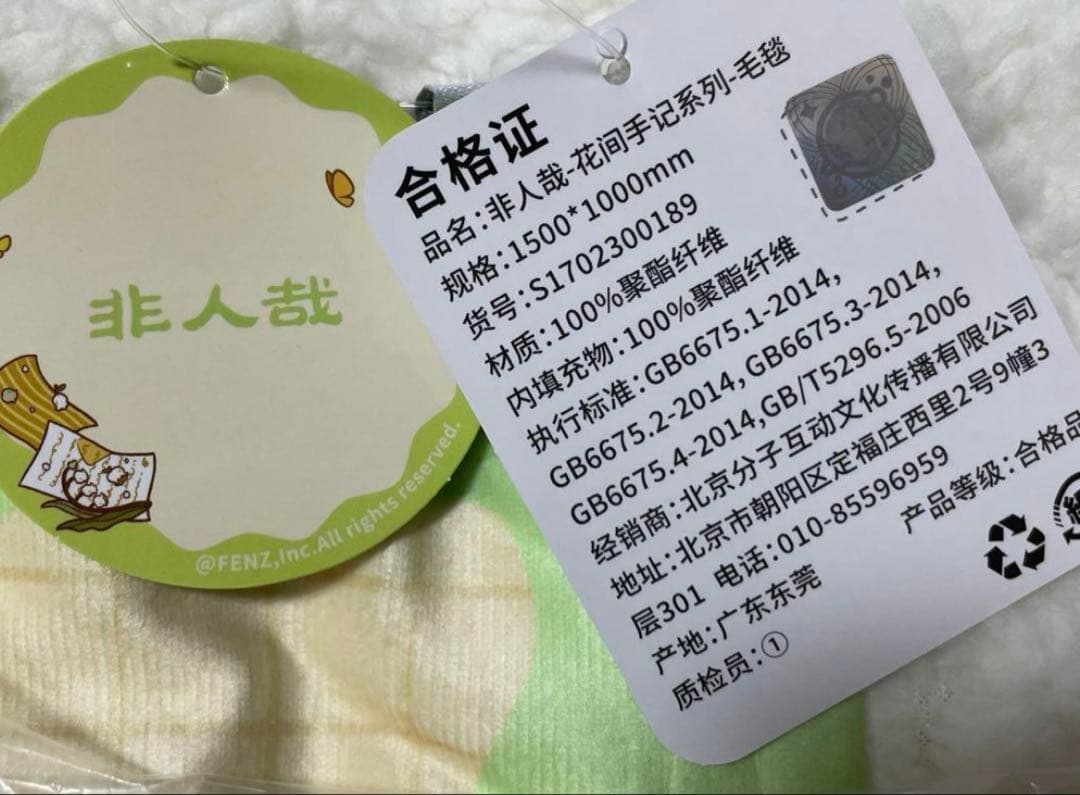 非人哉
@FENZ,Inc.All rights reserved.
合格证
品名:非人哉-花间手记系列-毛毯
规格:1500*1000mm
货号:S1702300189
材质:100%聚酯纤维
内填充物:100%聚酯纤维
执行标准:GB6675.1-2014,
GB6675.2-2014, GB6675.3-2014,
GB6675.4-2014,GB/T5296.5-2006
经销商:北京分子互动文化传播有限公司
地址:北京市朝阳区定福庄西里2号9幢3
层301 电话:010-85596959
产地:广东东莞
产品等级:合格品
质检员:①